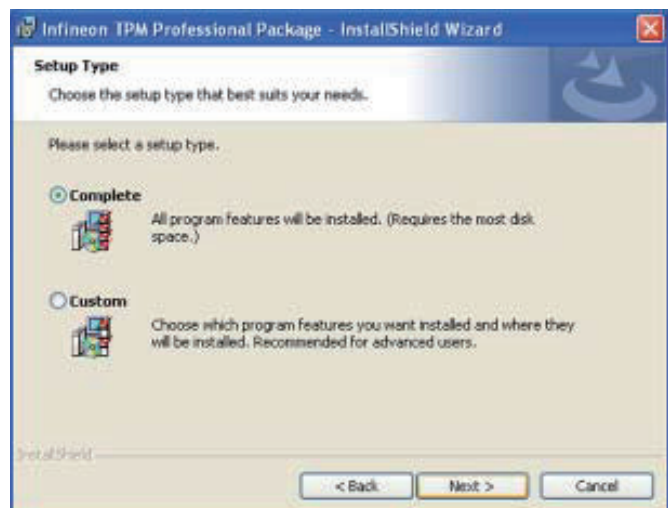 Infineon TPM Professional Package - InstallShield Wizard
Setup Type
Choose the setup type that best suits your needs.
Please select a setup type.
Complete
All program features will be installed. (Requires the most disk
space.)
Custom
Choose which program features you want installed and where they
will be installed. Recommended for advanced users.
InstallShield
< Back
Next >
Cancel